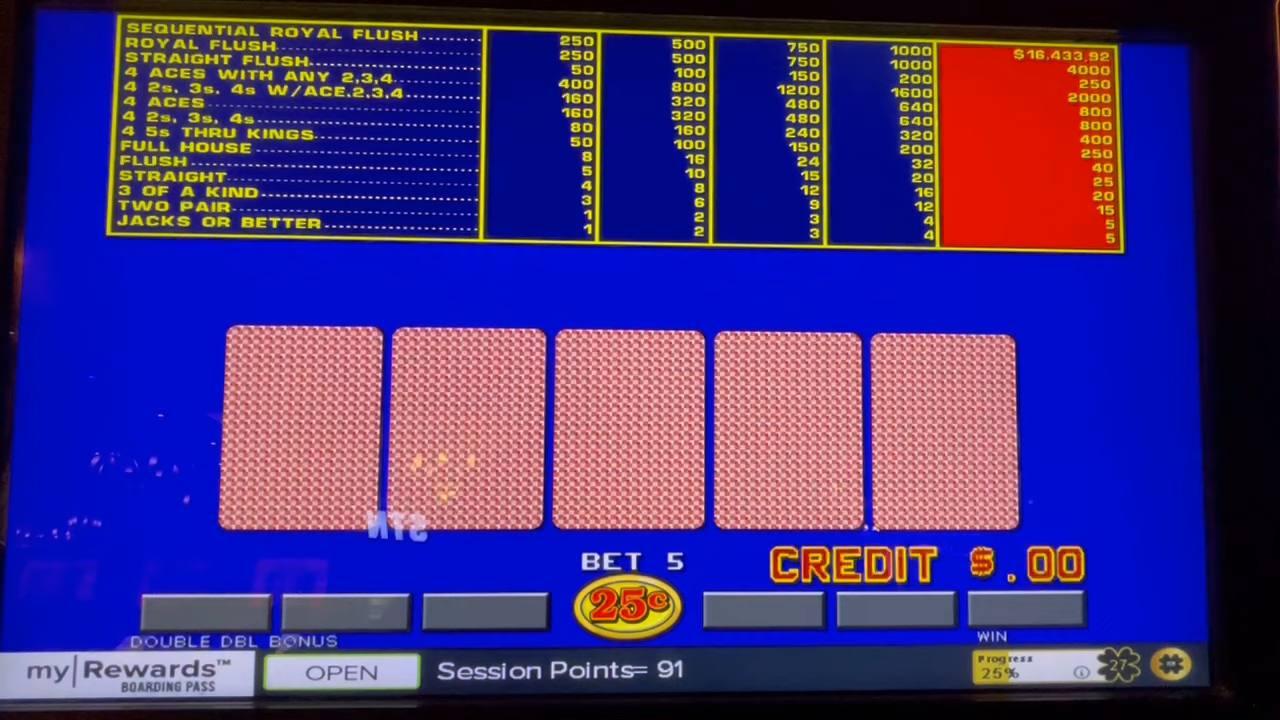 SEQUENTIAL ROYAL FLUSH 250 500 750 1000 $16,433.92
ROYAL FLUSH 250 500 750 1000 4000
STRAIGHT FLUSH 50 100 150 200 250
4 ACES WITH ANY 2,3,4 400 800 1200 1600 2000
4 2s, 3s, 4s W/ACE,2,3,4 160 320 480 640 800
4 ACES 160 320 480 640 800
4 2s, 3s, 4s 80 160 240 320 400
4 5s THRU KINGS 50 100 150 200 250
FULL HOUSE 8 16 24 32 40
FLUSH 5 10 15 20 25
STRAIGHT 4 8 12 16 20
3 OF A KIND 3 6 9 12 15
TWO PAIR 1 2 3 4 5
JACKS OR BETTER 1 2 3 4 5
STN
BET 5
CREDIT $.00
25¢
DOUBLE DBL BONUS
WIN
my|Rewards™
BOARDING PASS
OPEN
Session Points= 91
Progress
25%
27